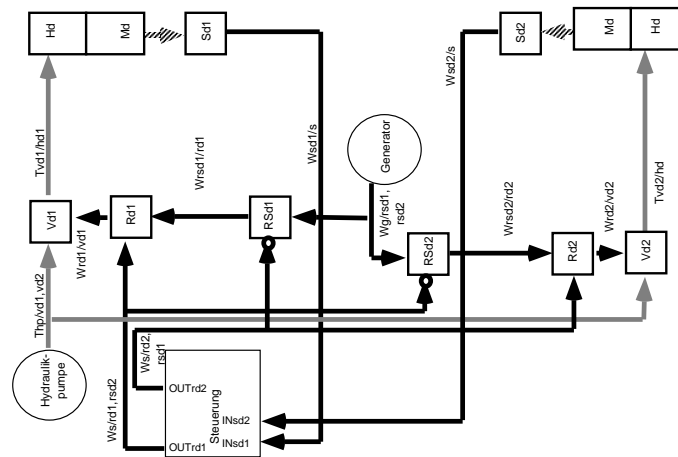 Hd
Md
Sd1
Sd2
Md
Hd
Tvd1/hd1
Wrsd1/rd1
Wsd1/s
Generator
Wsd2/s
Tvd2/hd
Vd1
Wrd1/vd1
Rd1
RSd1
Wg/rsd1,
rsd2
RSd2
Wrsd2/rd2
Rd2
Wrd2/vd2
Vd2
Thp/vd1,vd2
Hydraulik-
pumpe
Ws/rd1,rsd2
Ws/rd2,
rsd1
OUTrd2
Steuerung
OUTrd1
INsd2
INsd1